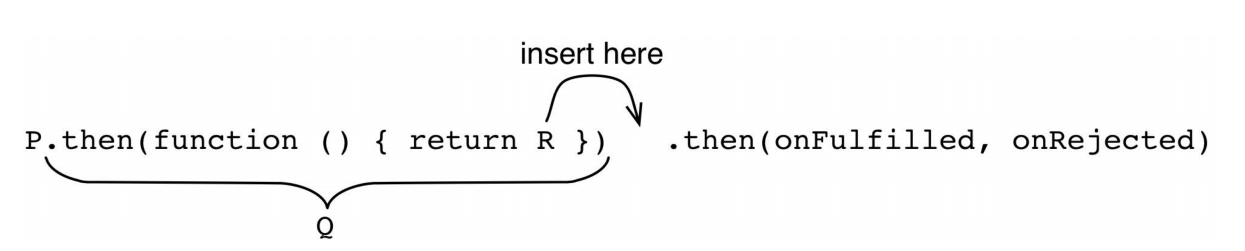 insert here
P.then(function () { return R }) .then(onFulfilled, onRejected)
Q